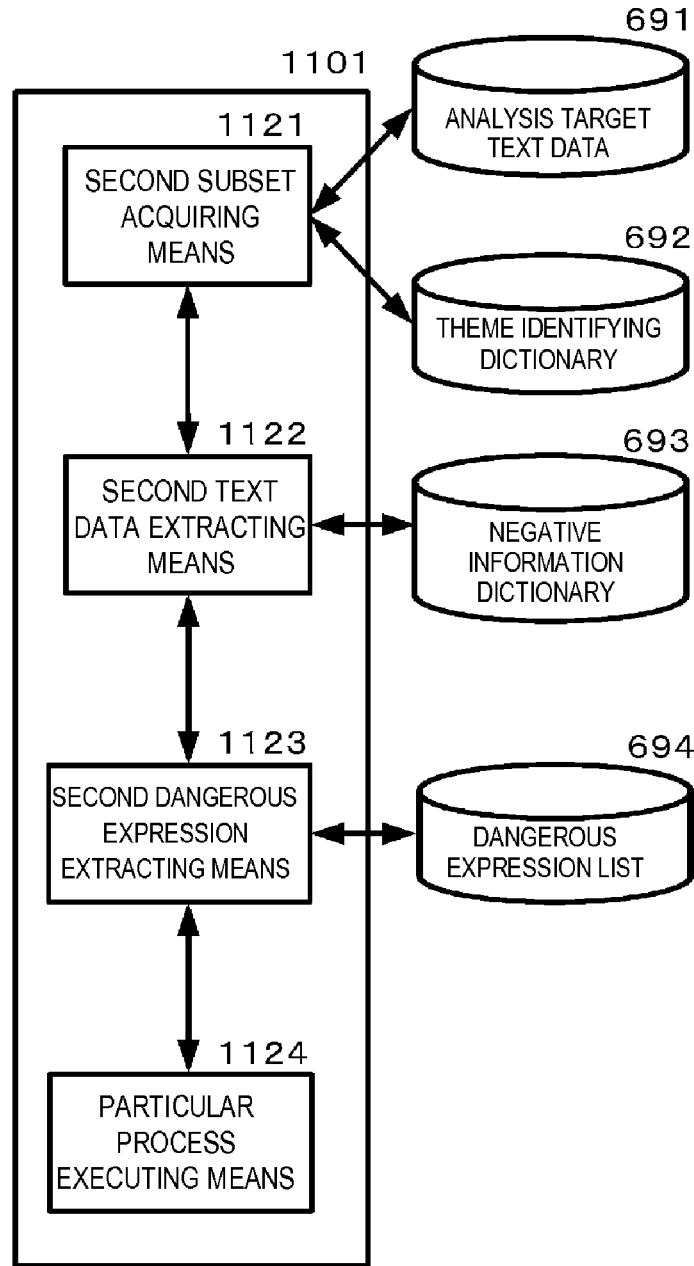 691
1101
ANALYSIS TARGET
TEXT DATA
1121
SECOND SUBSET
ACQUIRING
MEANS
692
THEME IDENTIFYING
DICTIONARY
1122
SECOND TEXT
DATA EXTRACTING
MEANS
693
NEGATIVE
INFORMATION
DICTIONARY
1123
SECOND DANGEROUS
EXPRESSION
EXTRACTING MEANS
694
DANGEROUS
EXPRESSION LIST
1124
PARTICULAR
PROCESS
EXECUTING MEANS